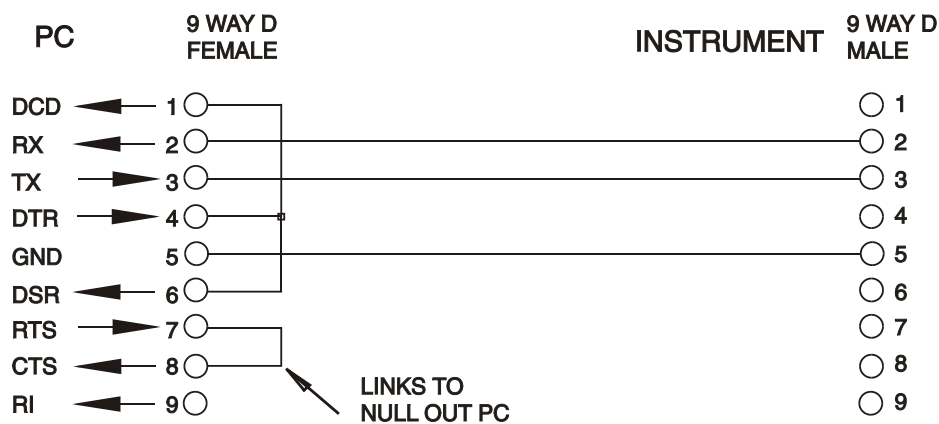 PC
9 WAY D
FEMALE
INSTRUMENT
9 WAY D
MALE
DCD 1 1
RX 2 2
TX 3 3
DTR 4 4
GND 5 5
DSR 6 6
RTS 7 7
CTS 8 8
RI 9 9
LINKS TO
NULL OUT PC